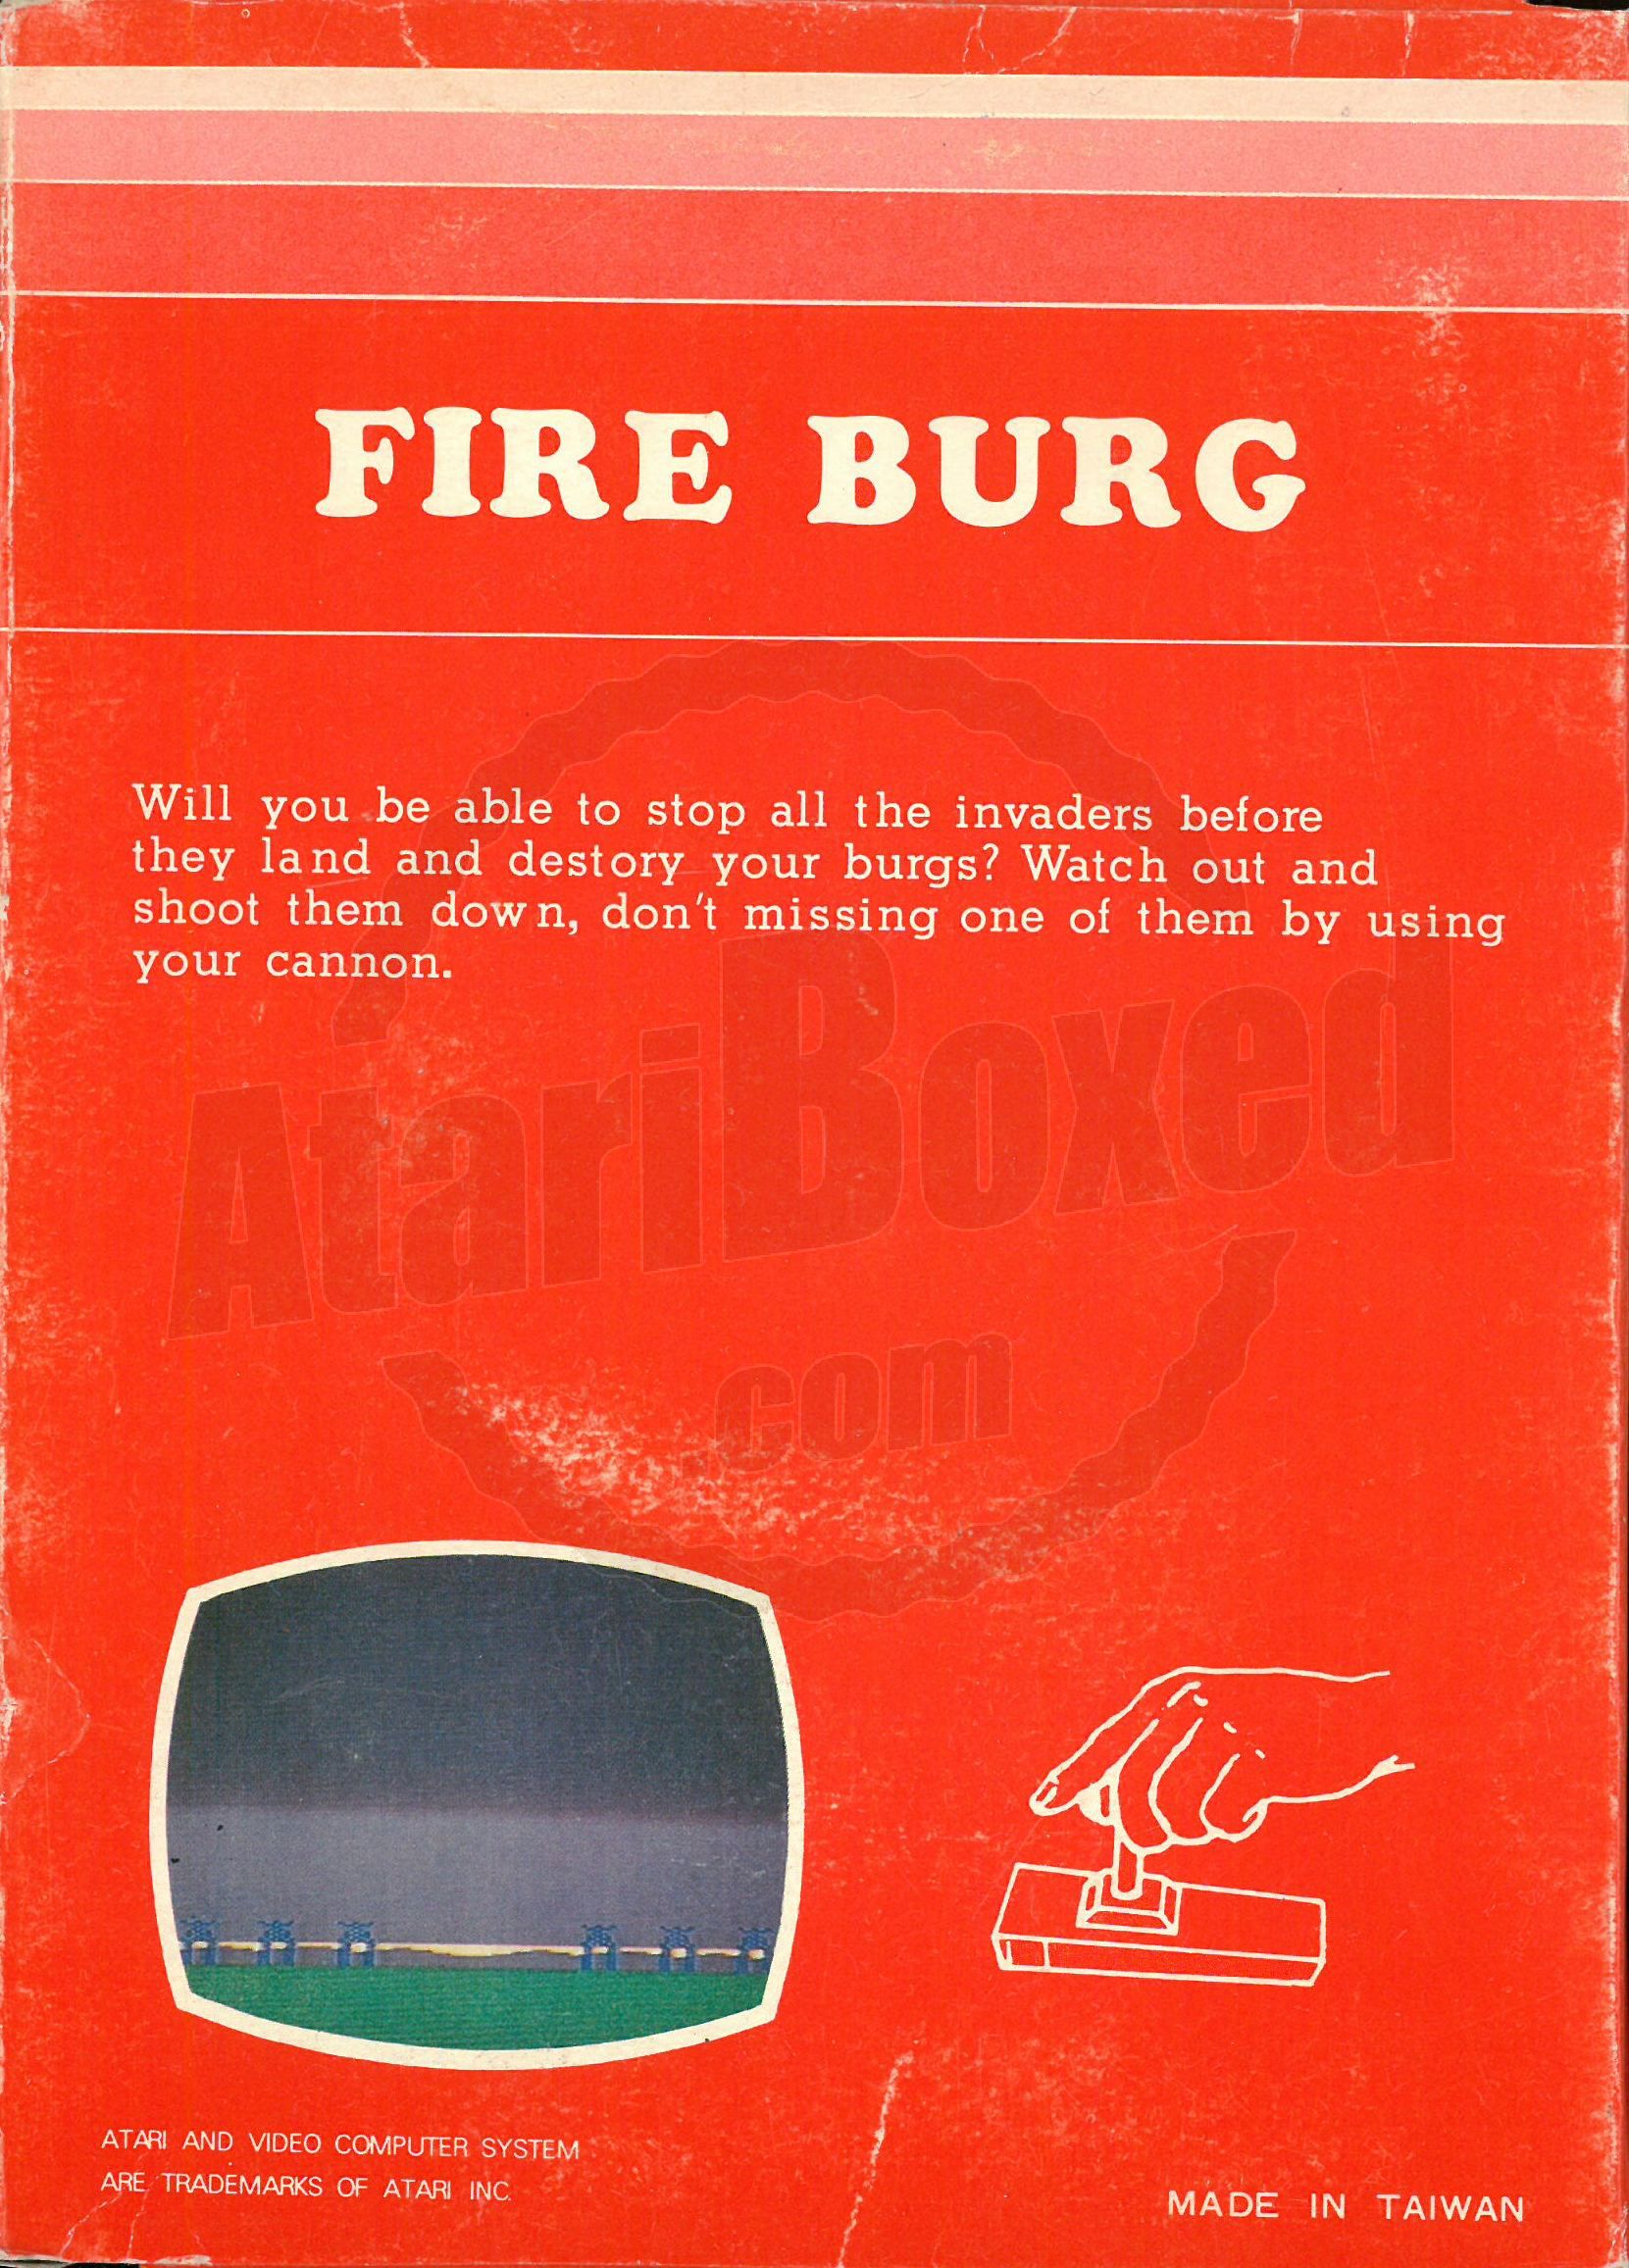 FIRE BURG
Will you be able to stop all the invaders before
they land and destory your burgs? Watch out and
shoot them down, don't missing one of them by using
your cannon.
AtariBoxed
.com
ATARI AND VIDEO COMPUTER SYSTEM
ARE TRADEMARKS OF ATARI INC.
MADE IN TAIWAN